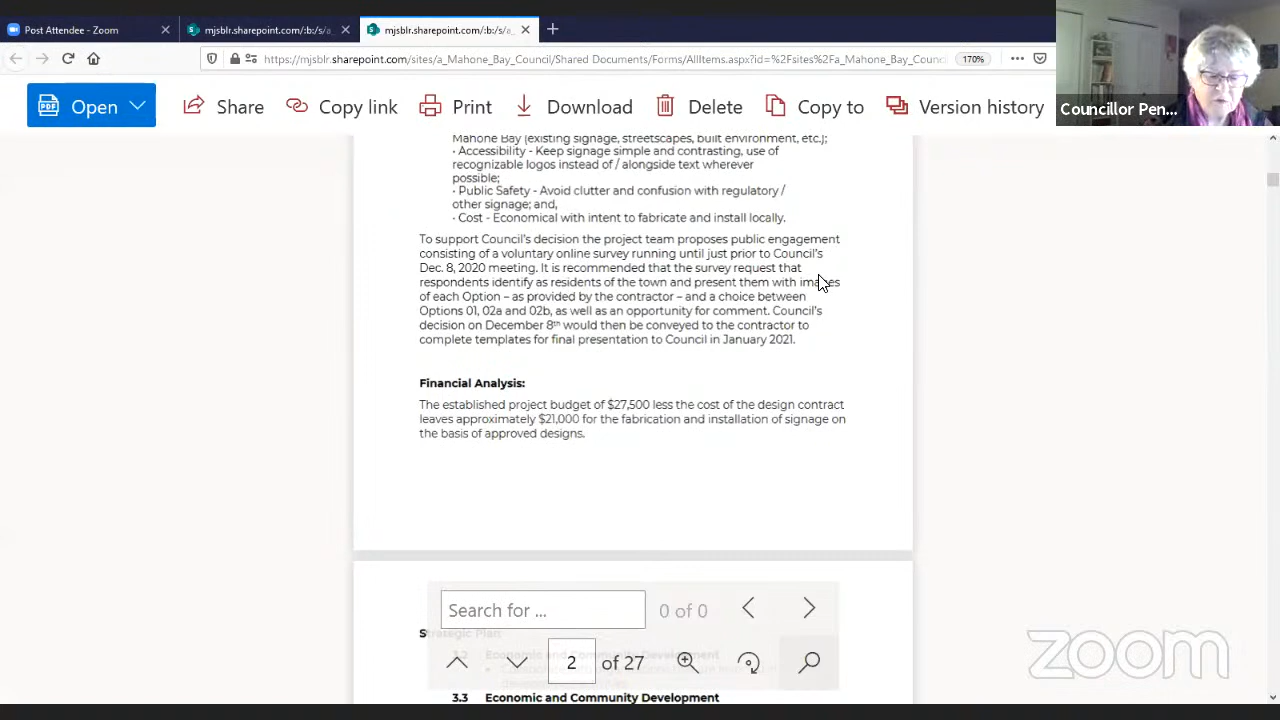 Post Attendee - Zoom
mjsblr.sharepoint.com/:b:/s/a_
mjsblr.sharepoint.com/:b:/s/a_
https://mjsblr.sharepoint.com/sites/a_Mahone_Bay_Council/Shared Documents/Forms/AllItems.aspx?id=%2Fsites%2Fa_Mahone_Bay_Counci
170%
Open
Share
Copy link
Print
Download
Delete
Copy to
Version history
Councillor Pen...
Mahone Bay (existing signage, streetscapes, built environment, etc.);
· Accessibility - Keep signage simple and contrasting, use of
recognizable logos instead of / alongside text wherever
possible;
· Public Safety - Avoid clutter and confusion with regulatory /
other signage; and,
· Cost - Economical with intent to fabricate and install locally.
To support Council's decision the project team proposes public engagement
consisting of a voluntary online survey running until just prior to Council's
Dec. 8, 2020 meeting. It is recommended that the survey request that
respondents identify as residents of the town and present them with images
of each Option – as provided by the contractor – and a choice between
Options 01, 02a and 02b, as well as an opportunity for comment. Council's
decision on December 8th would then be conveyed to the contractor to
complete templates for final presentation to Council in January 2021.
Financial Analysis:
The established project budget of $27,500 less the cost of the design contract
leaves approximately $21,000 for the fabrication and installation of signage on
the basis of approved designs.
Search for ...
0 of 0
Strategic Plan:
3.2 Economic and Community Development
2 of 27
3.3 Economic and Community Development
zoom